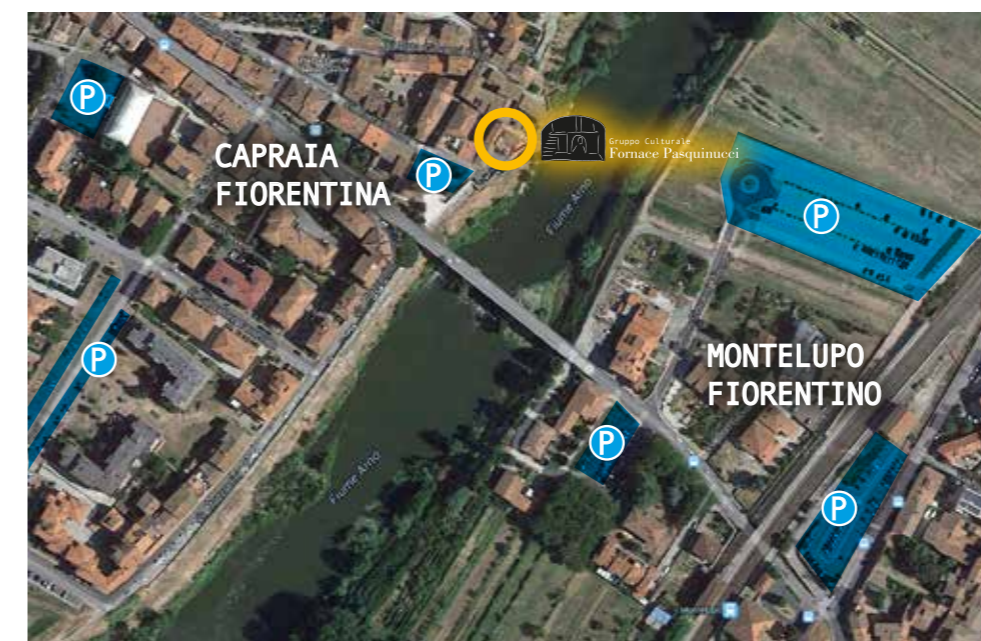 P
CAPRAIA
FIORENTINA
P
Gruppo Culturale
Fornace Pasquinucci
P
Fiume Arno
P
MONTELUPO
FIORENTINO
P
Fiume Arno
P